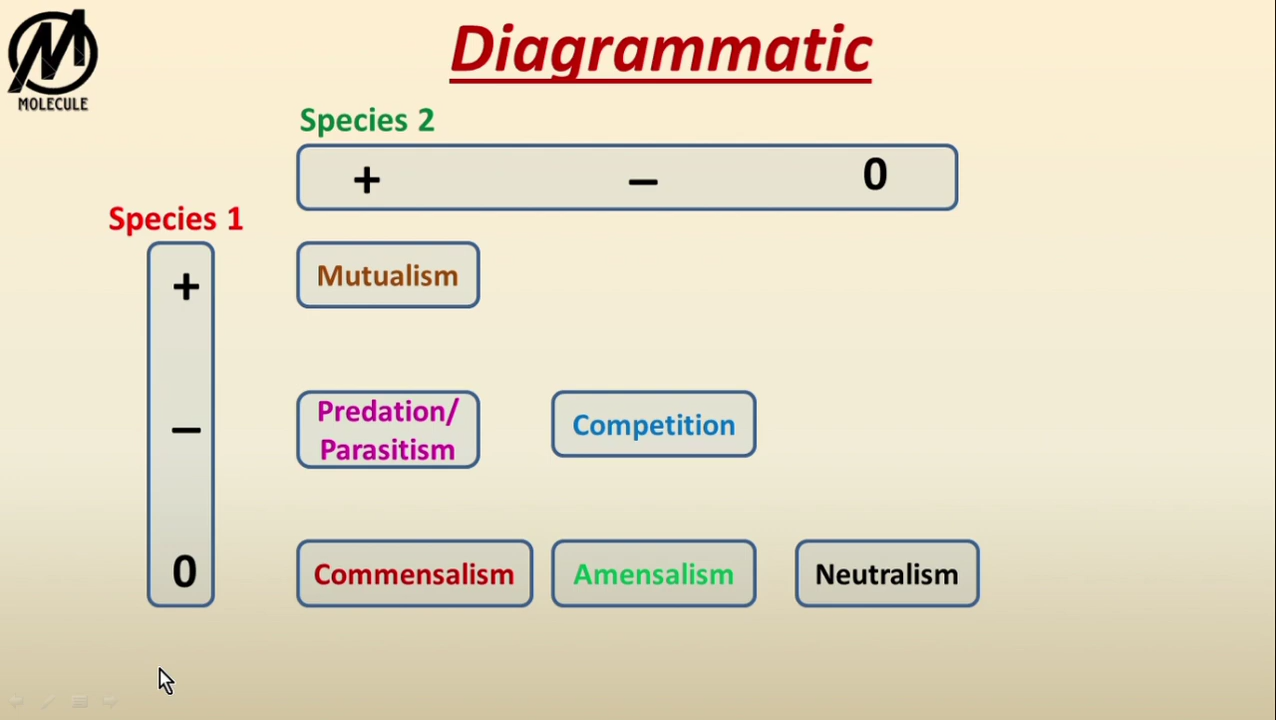 MOLECULE
Diagrammatic
Species 2
+ – 0
Species 1
+
Mutualism
–
Predation/
Parasitism
Competition
0
Commensalism
Amensalism
Neutralism